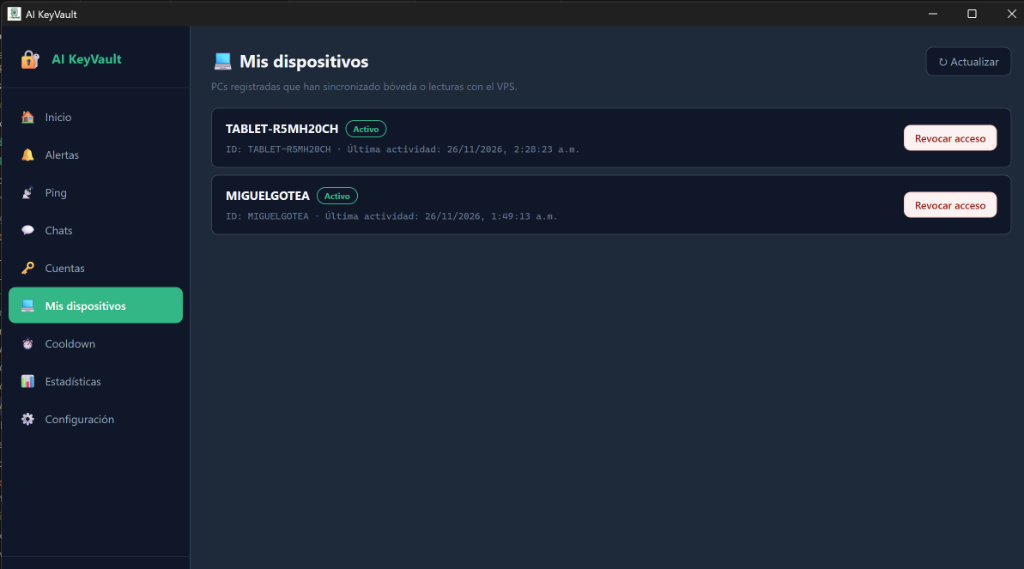 AI KeyVault
AI KeyVault
Mis dispositivos
↻ Actualizar
PCs registradas que han sincronizado bóveda o lecturas con el VPS.
Inicio
Alertas
Ping
Chats
Cuentas
Mis dispositivos
Cooldown
Estadísticas
Configuración
TABLET-R5MH20CH Activo
ID: TABLET-R5MH20CH · Última actividad: 26/11/2026, 2:28:23 a.m.
Revocar acceso
MIGUELGOTEA Activo
ID: MIGUELGOTEA · Última actividad: 26/11/2026, 1:49:13 a.m.
Revocar acceso